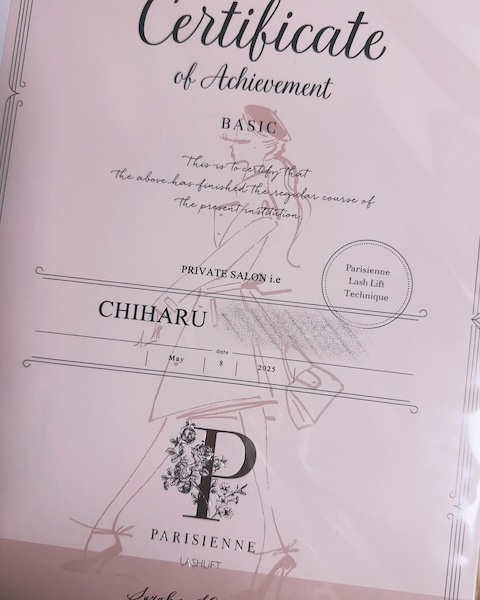 Certificate
of Achievement
BASIC
This is to certify that
the above has finished the regular course of
the present institution
PRIVATE SALON i.e
Parisienne
Lash Lift
Technique
CHIHARU
date
May 8 2025
P
PARISIENNE
LASHLIFT